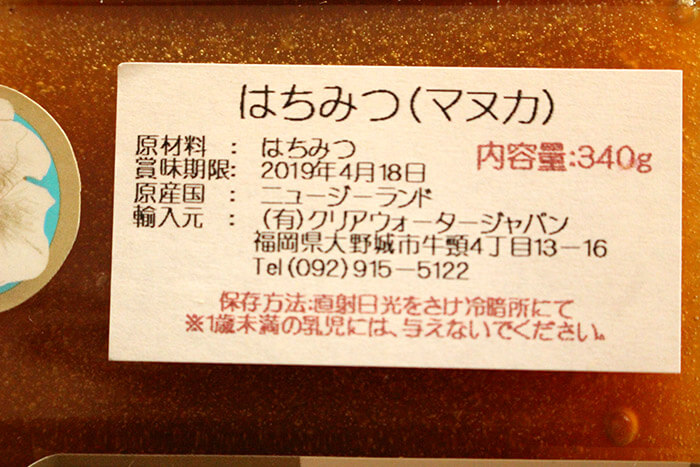 はちみつ(マヌカ)
原材料 : はちみつ
内容量:340g
賞味期限: 2019年4月18日
原産国 : ニュージーランド
輸入元 : (有)クリアウォータージャパン
福岡県大野城市牛頸4丁目13-16
Tel(092)915-5122
保存方法:直射日光をさけ冷暗所にて
※1歳未満の乳児には、与えないでください。